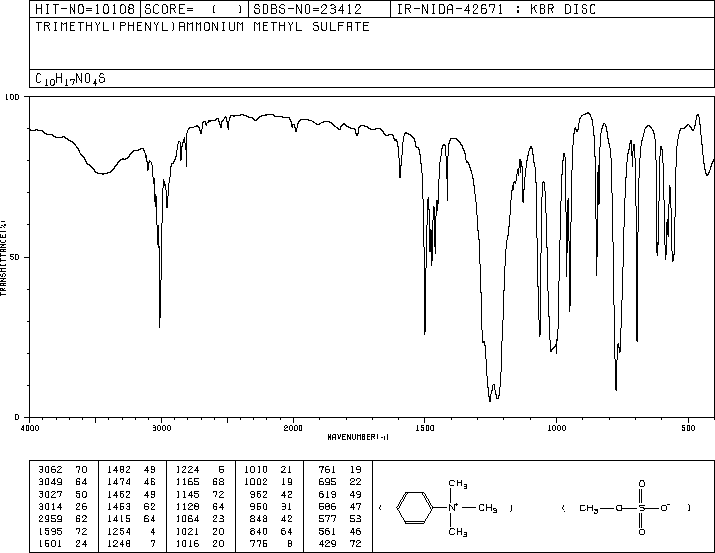 HIT-NO=10108 SCORE= ( ) SDBS-NO=23412 IR-NIDA-42671 : KBR DISC
TRIMETHYL(PHENYL)AMMONIUM METHYL SULFATE
C10H17NO4S
100
50
0
TRANSMITTANCE(%)
4000 3000 2000 1500 1000 500
WAVENUMBER(-1)
3062 70 1482 49 1224 5 1010 21 761 19
3049 64 1474 46 1165 68 1002 19 695 22
3027 50 1462 49 1145 72 962 42 619 49
3014 26 1453 62 1128 64 950 31 586 47
2959 62 1415 64 1064 23 848 42 577 53
1595 72 1254 4 1021 20 840 64 561 46
1501 24 1248 7 1016 20 775 8 429 72
CH3
( N+ CH3 )
CH3
O
( CH3 O S O- )
O